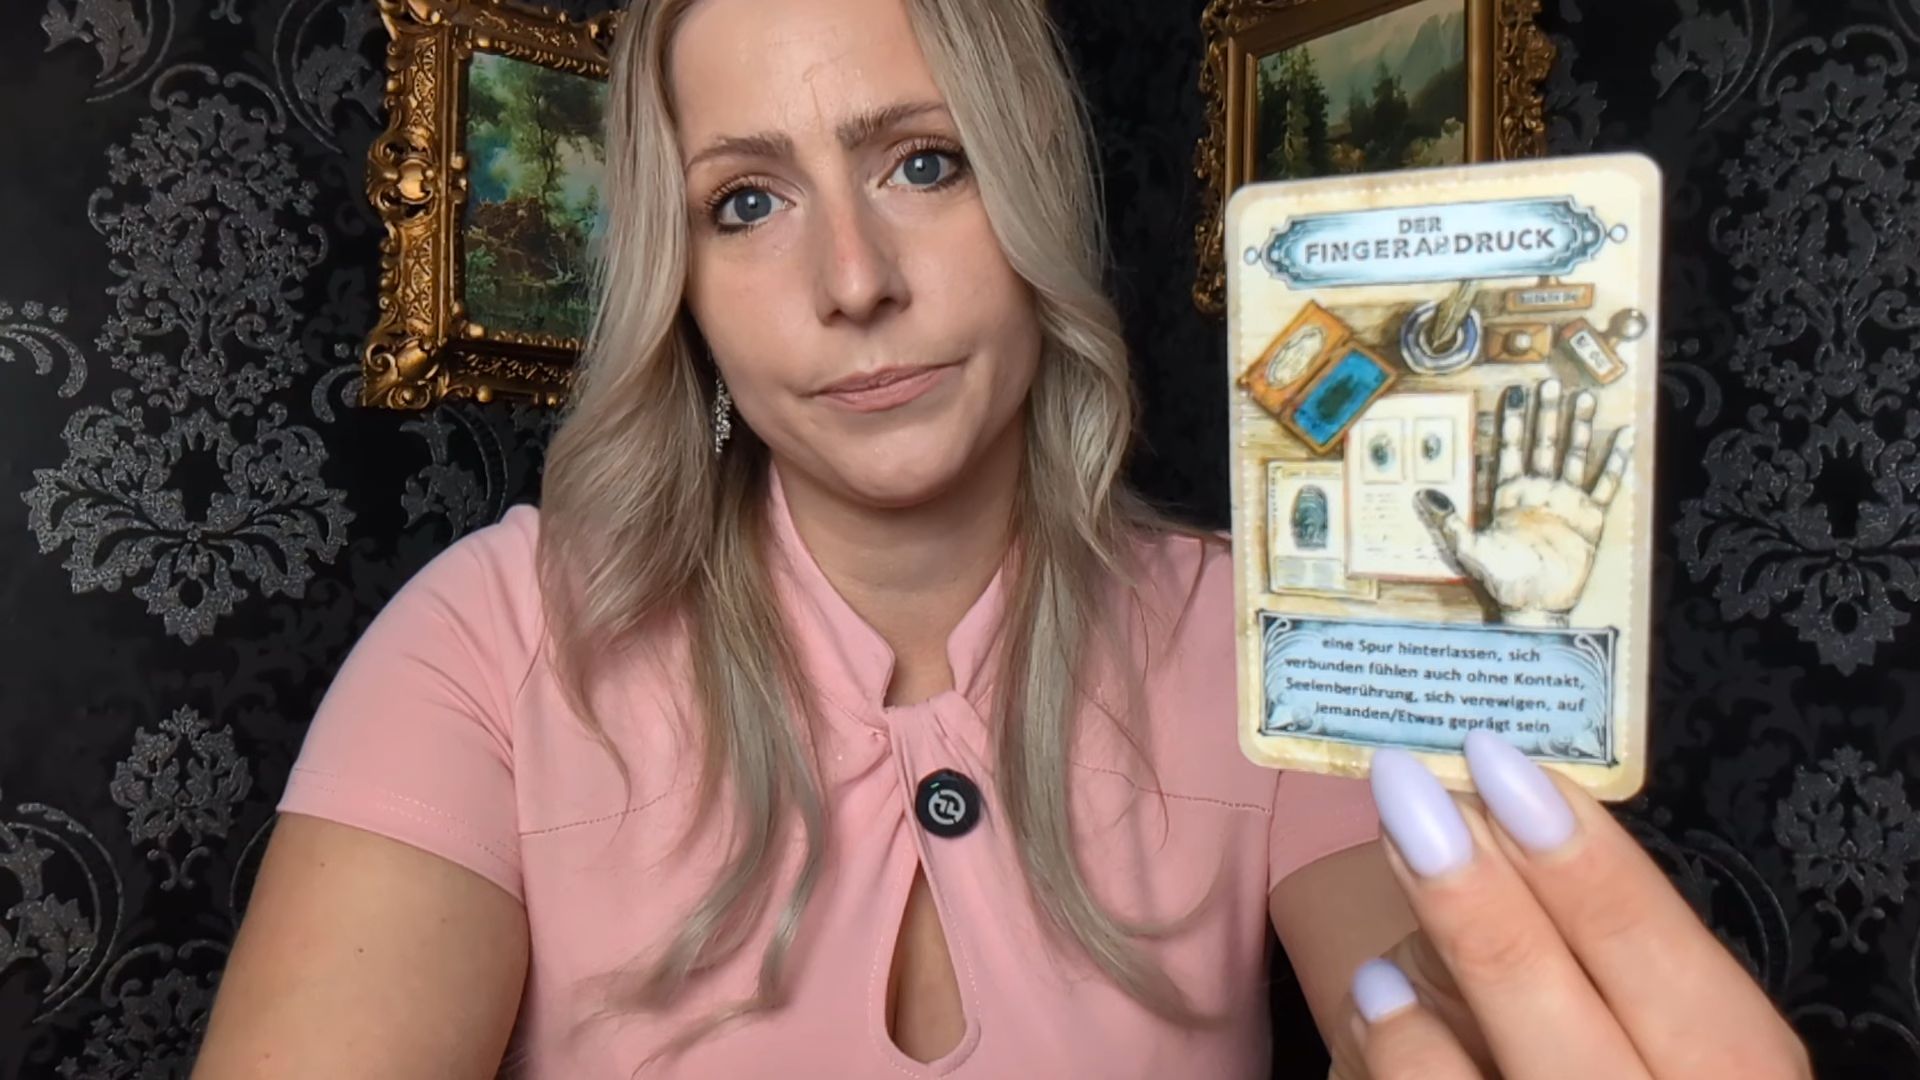 DER
FINGERABDRUCK
eine Spur hinterlassen, sich
verbunden fühlen auch ohne Kontakt,
Seelenberührung, sich verewigen, auf
Jemanden/Etwas geprägt sein